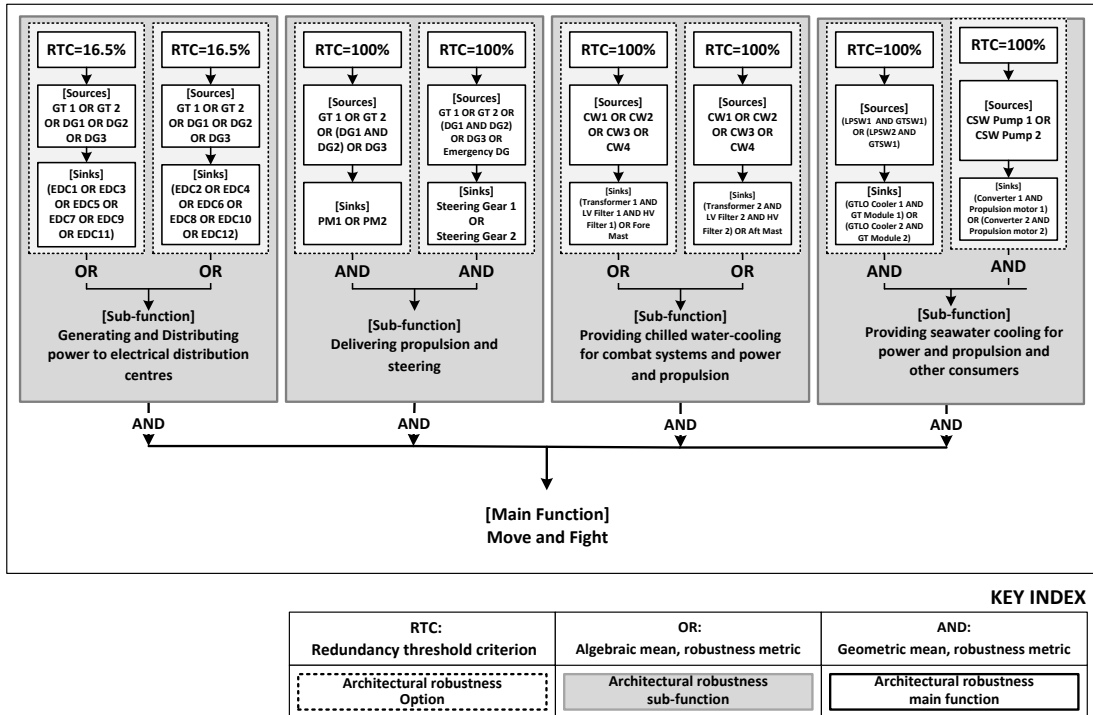 RTC=16.5%
[Sources]
GT 1 OR GT 2
OR DG1 OR DG2
OR DG3
[Sinks]
(EDC1 OR EDC3
OR EDC5 OR
EDC7 OR EDC9
OR EDC11)
OR
RTC=16.5%
[Sources]
GT 1 OR GT 2
OR DG1 OR DG2
OR DG3
[Sinks]
(EDC2 OR EDC4
OR EDC6 OR
EDC8 OR EDC10
OR EDC12)
OR
[Sub-function]
Generating and Distributing
power to electrical distribution
centres
AND
RTC=100%
[Sources]
GT 1 OR GT 2
OR (DG1 AND
DG2) OR DG3
[Sinks]
PM1 OR PM2
AND
RTC=100%
[Sources]
GT 1 OR GT 2 OR
(DG1 AND DG2)
OR DG3 OR
Emergency DG
[Sinks]
Steering Gear 1
OR
Steering Gear 2
AND
[Sub-function]
Delivering propulsion and
steering
AND
RTC=100%
[Sources]
CW1 OR CW2
OR CW3 OR
CW4
[Sinks]
(Transformer 1 AND
LV Filter 1 AND HV
Filter 1) OR Fore
Mast
OR
RTC=100%
[Sources]
CW1 OR CW2
OR CW3 OR
CW4
[Sinks]
(Transformer 2 AND
LV Filter 2 AND HV
Filter 2) OR Aft Mast
OR
[Sub-function]
Providing chilled water-cooling
for combat systems and power
and propulsion
AND
RTC=100%
[Sources]
(LPSW1 AND GTSW1)
OR (LPSW2 AND
GTSW1)
[Sinks]
(GTLO Cooler 1 AND
GT Module 1) OR
(GTLO Cooler 2 AND
GT Module 2)
AND
RTC=100%
[Sources]
CSW Pump 1 OR
CSW Pump 2
[Sinks]
(Converter 1 AND
Propulsion motor 1)
OR (Converter 2 AND
Propulsion motor 2)
AND
[Sub-function]
Providing seawater cooling for
power and propulsion and
other consumers
AND
[Main Function]
Move and Fight
KEY INDEX
RTC:
Redundancy threshold criterion
OR:
Algebraic mean, robustness metric
AND:
Geometric mean, robustness metric
Architectural robustness
Option
Architectural robustness
sub-function
Architectural robustness
main function